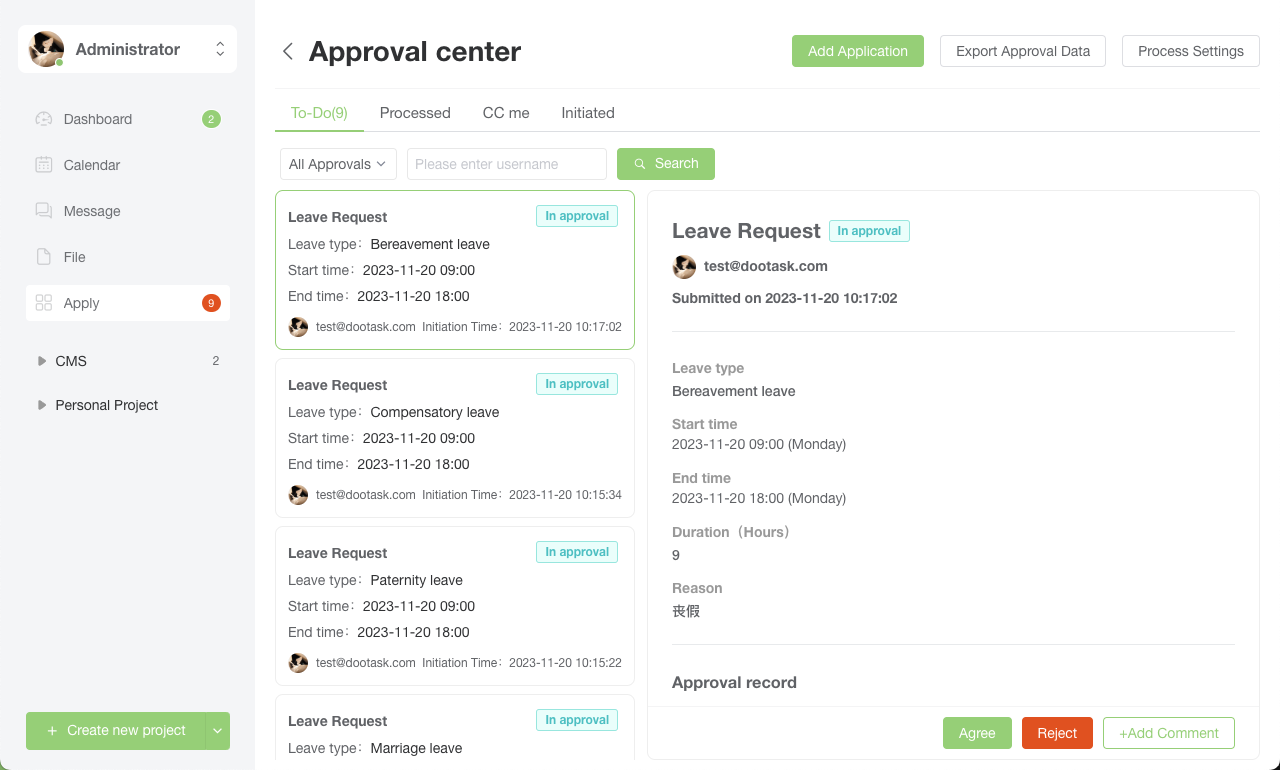 Administrator
Dashboard 2
Calendar
Message
File
Apply 9
CMS 2
Personal Project
+ Create new project
Approval center
Add Application
Export Approval Data
Process Settings
To-Do(9) Processed CC me Initiated
All Approvals Please enter username Search
Leave Request In approval
Leave type：Bereavement leave
Start time：2023-11-20 09:00
End time：2023-11-20 18:00
test@dootask.com Initiation Time：2023-11-20 10:17:02
Leave Request In approval
Leave type：Compensatory leave
Start time：2023-11-20 09:00
End time：2023-11-20 18:00
test@dootask.com Initiation Time：2023-11-20 10:15:34
Leave Request In approval
Leave type：Paternity leave
Start time：2023-11-20 09:00
End time：2023-11-20 18:00
test@dootask.com Initiation Time：2023-11-20 10:15:22
Leave Request In approval
Leave type：Marriage leave
Leave Request In approval
test@dootask.com
Submitted on 2023-11-20 10:17:02
Leave type
Bereavement leave
Start time
2023-11-20 09:00 (Monday)
End time
2023-11-20 18:00 (Monday)
Duration（Hours）
9
Reason
丧假
Approval record
Agree Reject +Add Comment